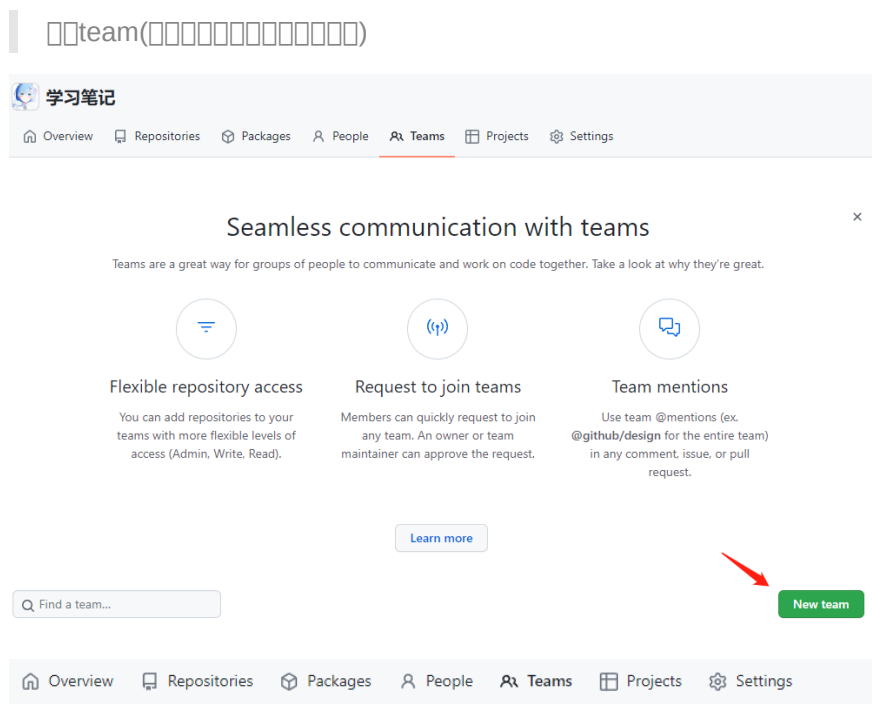 team(
)
学习笔记
Overview Repositories Packages People Teams Projects Settings
Seamless communication with teams
Teams are a great way for groups of people to communicate and work on code together. Take a look at why they're great.
Flexible repository access
You can add repositories to your
teams with more flexible levels of
access (Admin, Write, Read).
Request to join teams
Members can quickly request to join
any team. An owner or team
maintainer can approve the request.
Team mentions
Use team @mentions (ex.
@github/design for the entire team)
in any comment, issue, or pull
request.
Learn more
Find a team...
New team
Overview Repositories Packages People Teams Projects Settings